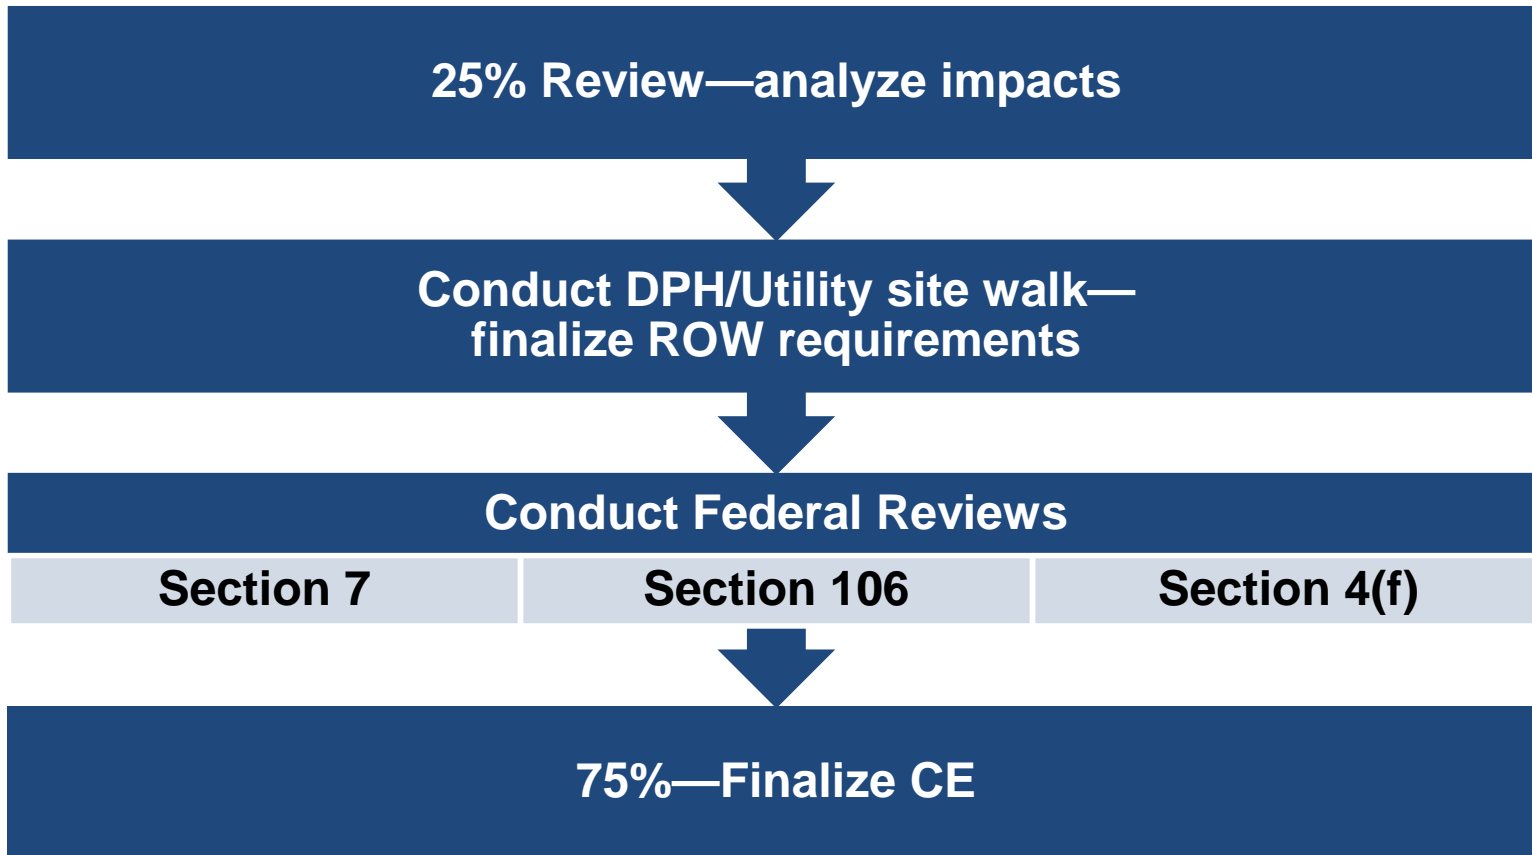 25% Review—analyze impacts
Conduct DPH/Utility site walk—
finalize ROW requirements
Conduct Federal Reviews
Section 7
Section 106
Section 4(f)
75%—Finalize CE